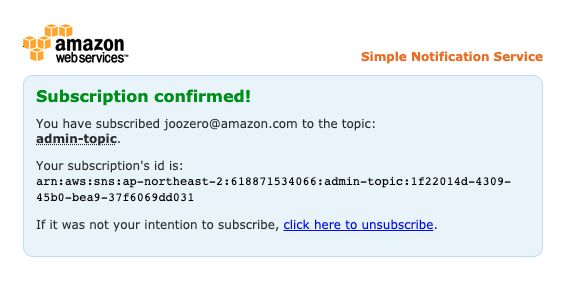 amazon
webservices™
Simple Notification Service
Subscription confirmed!
You have subscribed joozero@amazon.com to the topic:
admin-topic.
Your subscription's id is:
arn:aws:sns:ap-northeast-2:618871534066:admin-topic:1f22014d-4309-
45b0-bea9-37f6069dd031
If it was not your intention to subscribe, click here to unsubscribe.